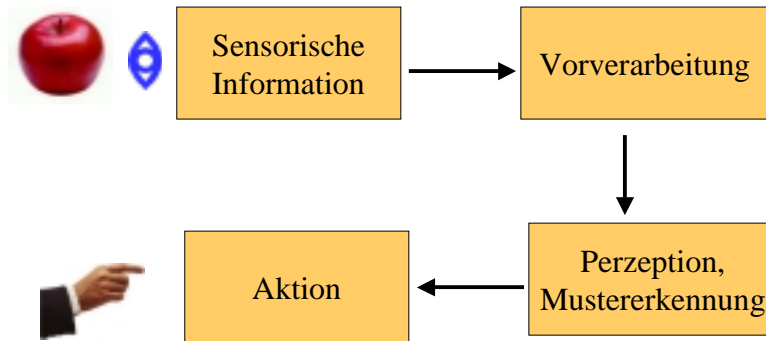 Sensorische
Information
Vorverarbeitung
Perzeption,
Mustererkennung
Aktion